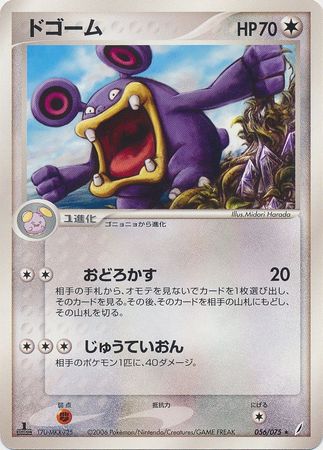 ドゴーム HP70
Illus.Midori Harada
1進化 ゴニョニョから進化
おどろかす 20
相手の手札から、オモテを見ないでカードを1枚選び出し、
そのカードを見る。その後、そのカードを相手の山札にもどし、
その山札を切る。
じゅうていおん
相手のポケモン1匹に、40ダメージ。
弱点 抵抗力 にげる
1
©2006 Pokémon/Nintendo/Creatures/GAME FREAK
056/075 ★